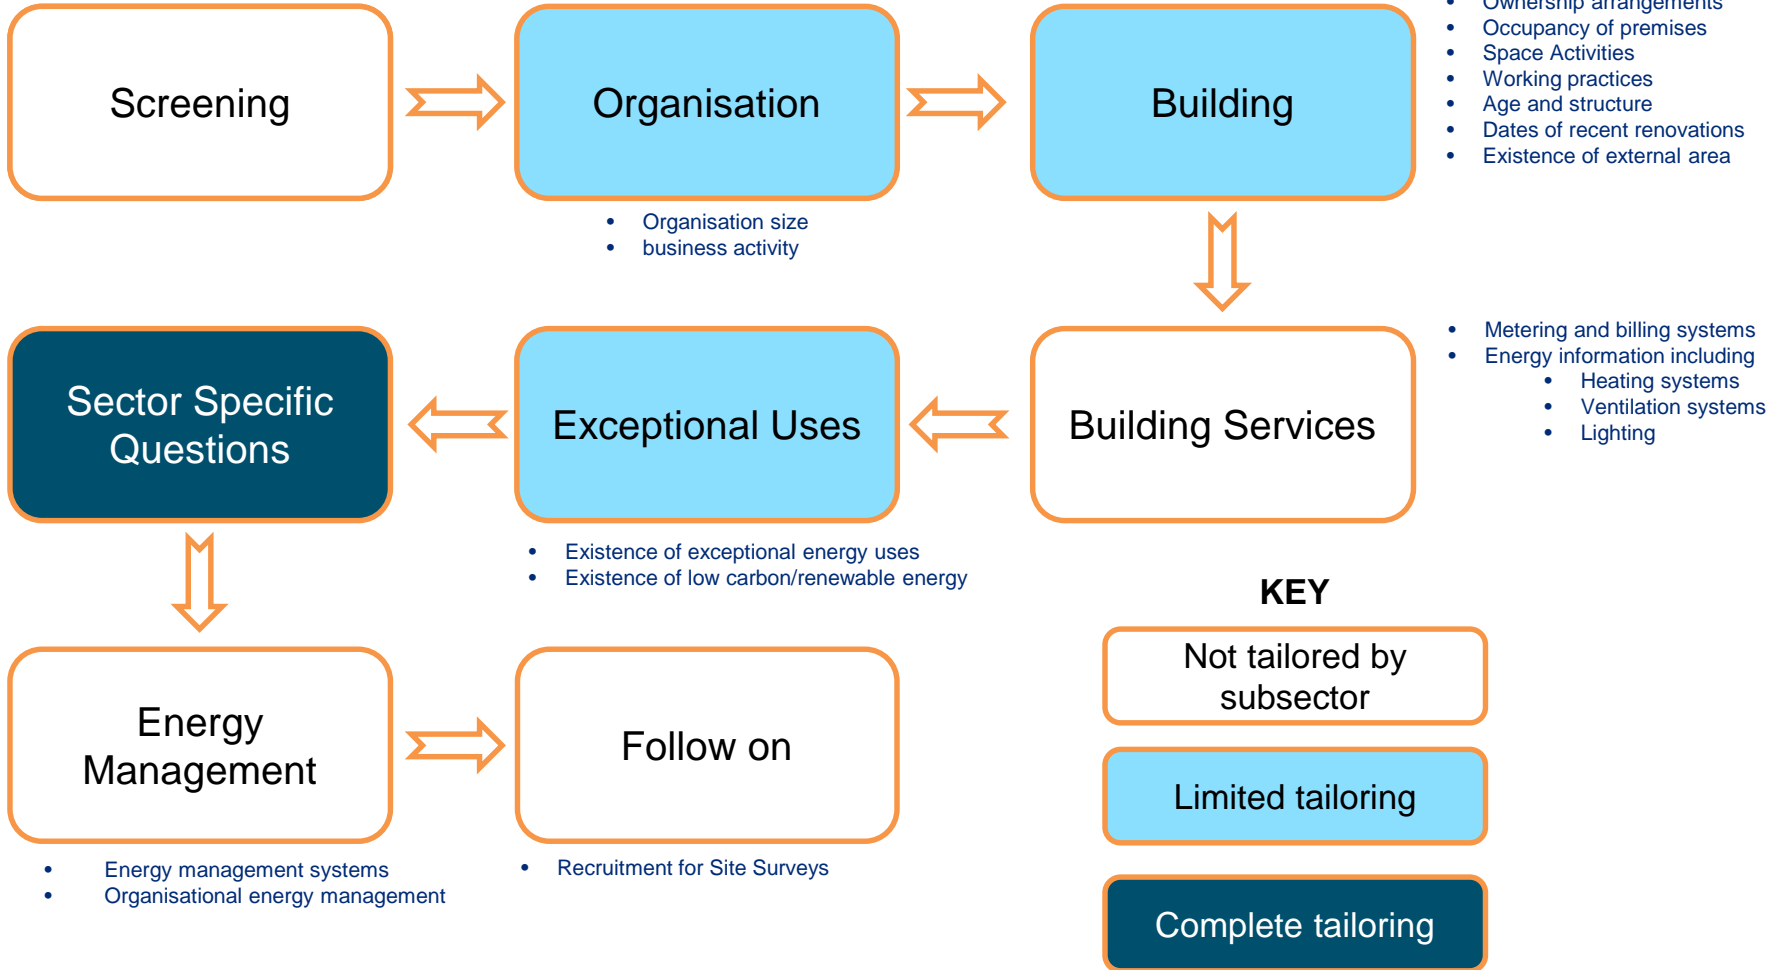 Ownership arrangements
• Occupancy of premises
• Space Activities
• Working practices
• Age and structure
• Dates of recent renovations
• Existence of external area
Screening
Organisation
Building
• Organisation size
• business activity
Sector Specific
Questions
Exceptional Uses
Building Services
• Metering and billing systems
• Energy information including
• Heating systems
• Ventilation systems
• Lighting
• Existence of exceptional energy uses
• Existence of low carbon/renewable energy
Energy
Management
Follow on
• Energy management systems
• Organisational energy management
• Recruitment for Site Surveys
KEY
Not tailored by
subsector
Limited tailoring
Complete tailoring